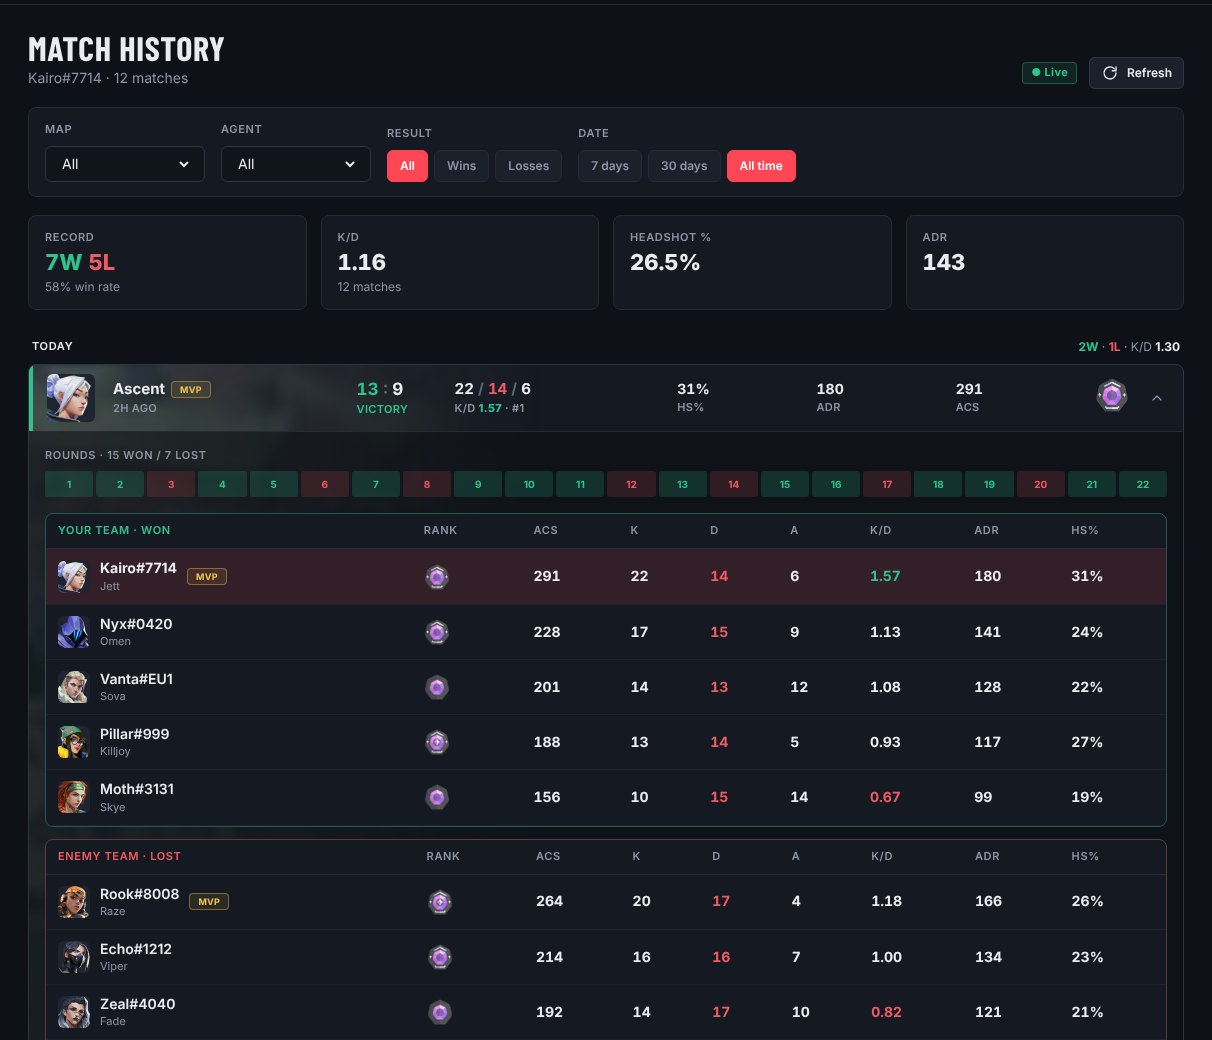 MATCH HISTORY
Kairo#7714 · 12 matches
Live
Refresh
MAP
AGENT
RESULT
DATE
All
All
All
Wins
Losses
7 days
30 days
All time
RECORD
7W 5L
58% win rate
K/D
1.16
12 matches
HEADSHOT %
26.5%
ADR
143
TODAY
2W · 1L · K/D 1.30
Ascent MVP
2H AGO
13 : 9
VICTORY
22 / 14 / 6
K/D 1.57 · #1
31%
HS%
180
ADR
291
ACS
ROUNDS · 15 WON / 7 LOST
1 2 3 4 5 6 7 8 9 10 11 12 13 14 15 16 17 18 19 20 21 22
YOUR TEAM · WON RANK ACS K D A K/D ADR HS%
Kairo#7714 MVP 291 22 14 6 1.57 180 31%
Jett
Nyx#0420 228 17 15 9 1.13 141 24%
Omen
Vanta#EU1 201 14 13 12 1.08 128 22%
Sova
Pillar#999 188 13 14 5 0.93 117 27%
Killjoy
Moth#3131 156 10 15 14 0.67 99 19%
Skye
ENEMY TEAM · LOST RANK ACS K D A K/D ADR HS%
Rook#8008 MVP 264 20 17 4 1.18 166 26%
Raze
Echo#1212 214 16 16 7 1.00 134 23%
Viper
Zeal#4040 192 14 17 10 0.82 121 21%
Fade